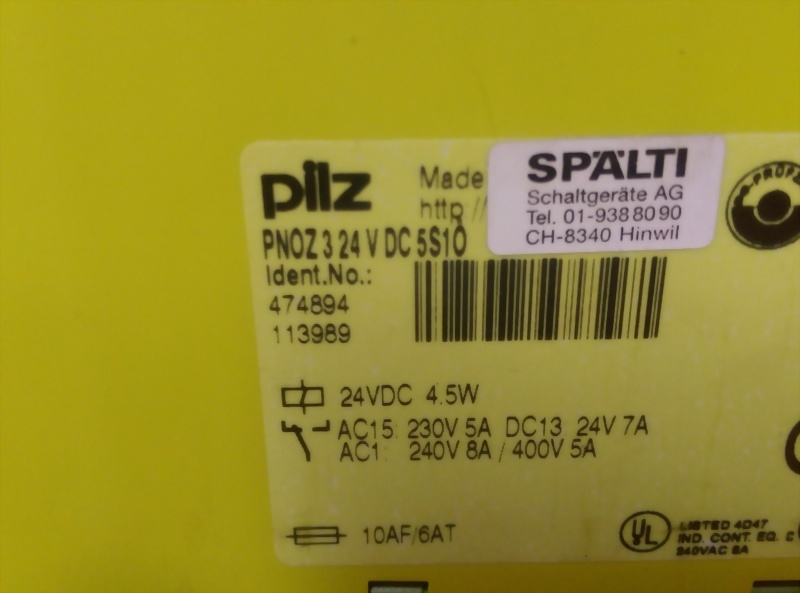 pilz
Made
http://
SPÄLTI
Schaltgeräte AG
Tel. 01-938 80 90
CH-8340 Hinwil
PNOZ 3 24 V DC 5S1O
Ident.No.:
474894
113989
24VDC 4.5W
AC15: 230V 5A DC13 24V 7A
AC1: 240V 8A / 400V 5A
10AF/6AT
UL
LISTED 4D47
IND. CONT. EQ.
240VAC 8A